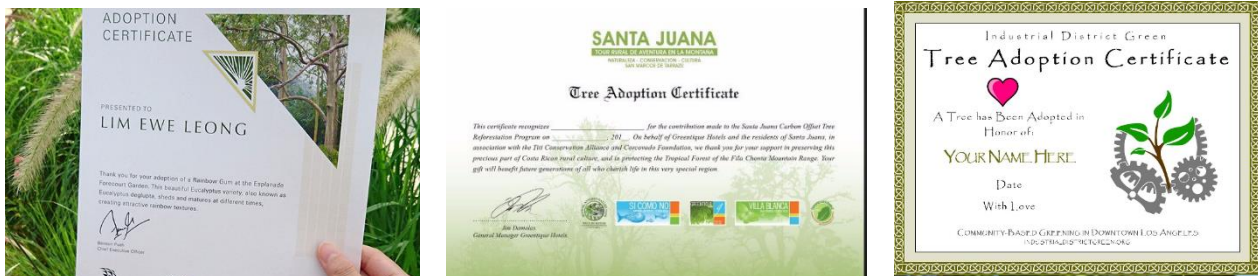 ADOPTION
CERTIFICATE
PRESENTED TO
LIM EWE LEONG
Thank you for your adoption of a Rainbow Gum at the Esplanade
Forecourt Garden. This beautiful Eucalyptus variety, also known as
Eucalyptus deglupta, sheds and matures at different times,
creating attractive rainbow textures.
Chief Executive Officer
SANTA JUANA
TOUR RURAL DE AVENTURA EN LA MONTAÑA
NATURALEZA - CONSERVACION - CULTURA
SAN MARCOS DE TARRAZU
Tree Adoption Certificate
This certificate recognizes for the contribution made to the Santa Juana Carbon Offset Tree
Reforestation Program on , 201 . On behalf of Greentique Hotels and the residents of Santa Juana, in
association with the Titi Conservation Alliance and Corcovado Foundation, we thank you for your support in preserving this
precious part of Costa Rican rural culture, and in protecting the Tropical Forest of the Fila Chonta Mountain Range. Your
gift will benefit future generations of all who cherish life in this very special region.
SI COMO NO
VILLA BLANCA
Jim Damalas
General Manager Greentique Hotels
Industrial District Green
Tree Adoption Certificate
A Tree has Been Adopted in
Honor of:
YOUR NAME HERE
Date
With Love
COMMUNITY-BASED GREENING IN DOWNTOWN LOS ANGELES
INDUSTRIALDISTRICTGREEN.ORG